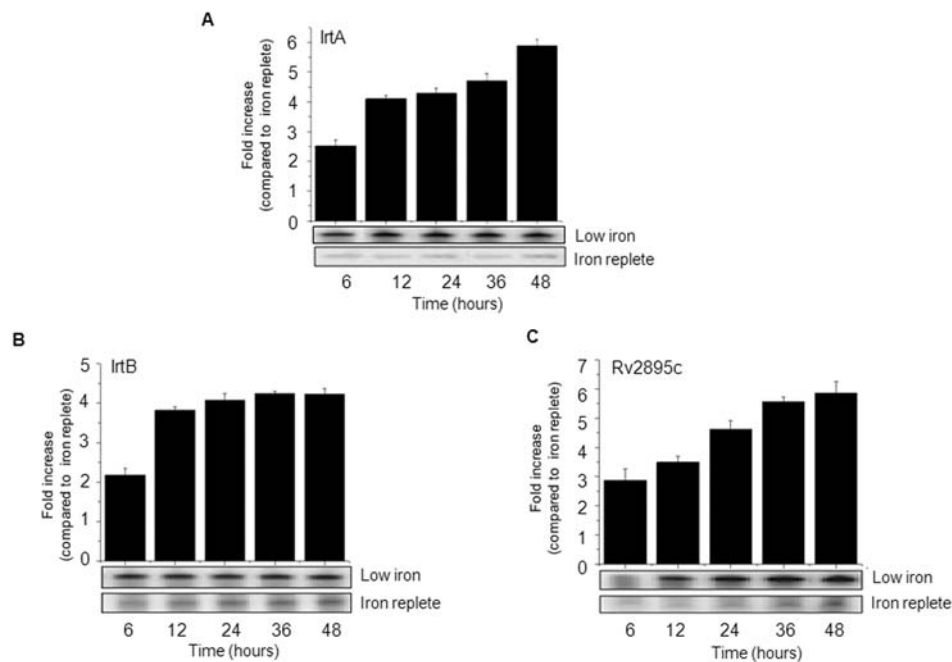 A
IrtA
Fold increase
(compared to iron replete)
6
5
4
3
2
1
0
Low iron
Iron replete
6 12 24 36 48
Time (hours)
B
IrtB
Fold increase
(compared to iron replete)
5
4
3
2
1
0
Low iron
Iron replete
6 12 24 36 48
Time (hours)
C
Rv2895c
Fold increase
(compared to iron replete)
7
6
5
4
3
2
1
0
Low iron
Iron replete
6 12 24 36 48
Time (hours)